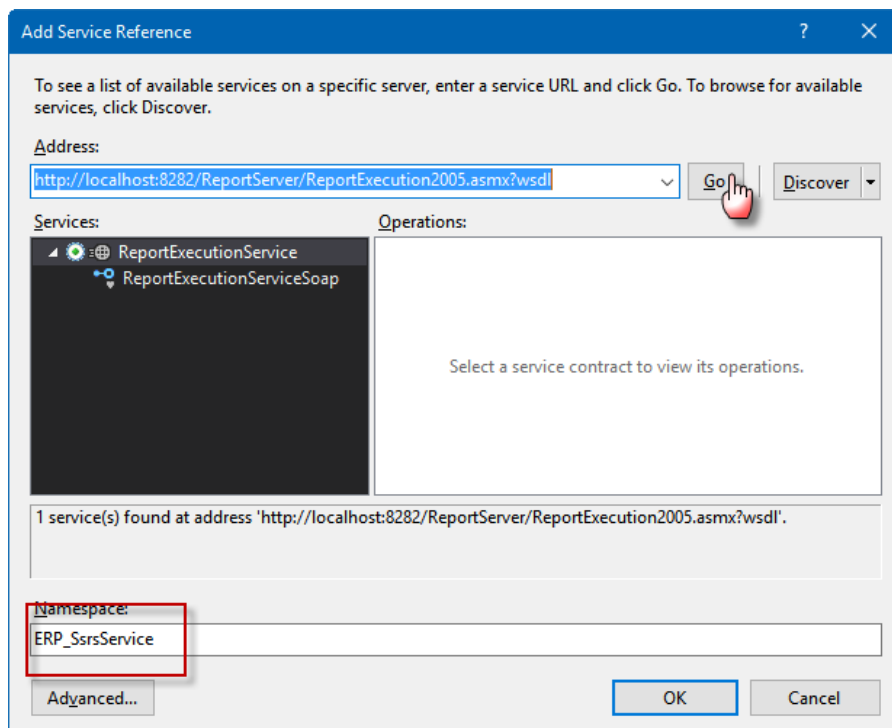 Add Service Reference
?
To see a list of available services on a specific server, enter a service URL and click Go. To browse for available
services, click Discover.
Address:
http://localhost:8282/ReportServer/ReportExecution2005.asmx?wsdl
Go
Discover
Services:
Operations:
ReportExecutionService
ReportExecutionServiceSoap
Select a service contract to view its operations.
1 service(s) found at address 'http://localhost:8282/ReportServer/ReportExecution2005.asmx?wsdl'.
Namespace:
ERP_SsrsService
Advanced...
OK
Cancel